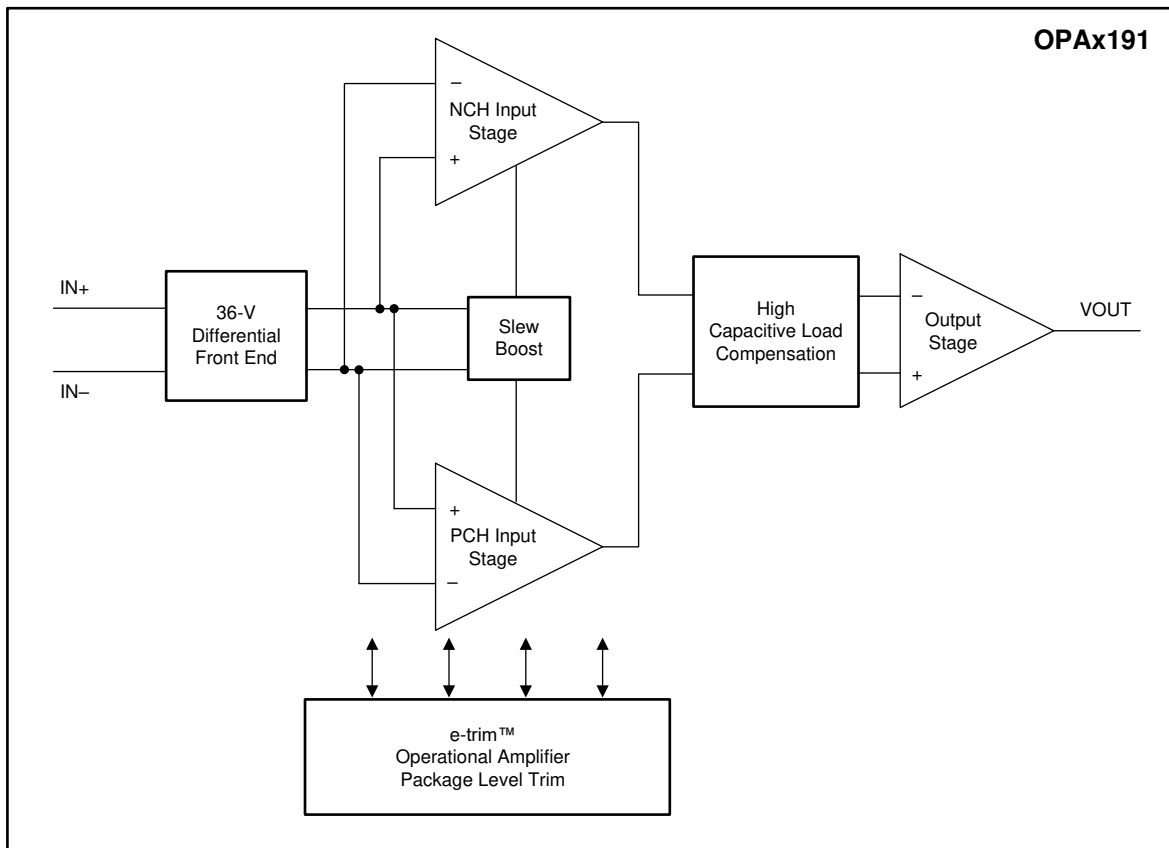 OPAx191
–
NCH Input
Stage
+
IN+
IN–
36-V
Differential
Front End
Slew
Boost
High
Capacitive Load
Compensation
–
Output
Stage
+
VOUT
+
PCH Input
Stage
–
e-trim™
Operational Amplifier
Package Level Trim